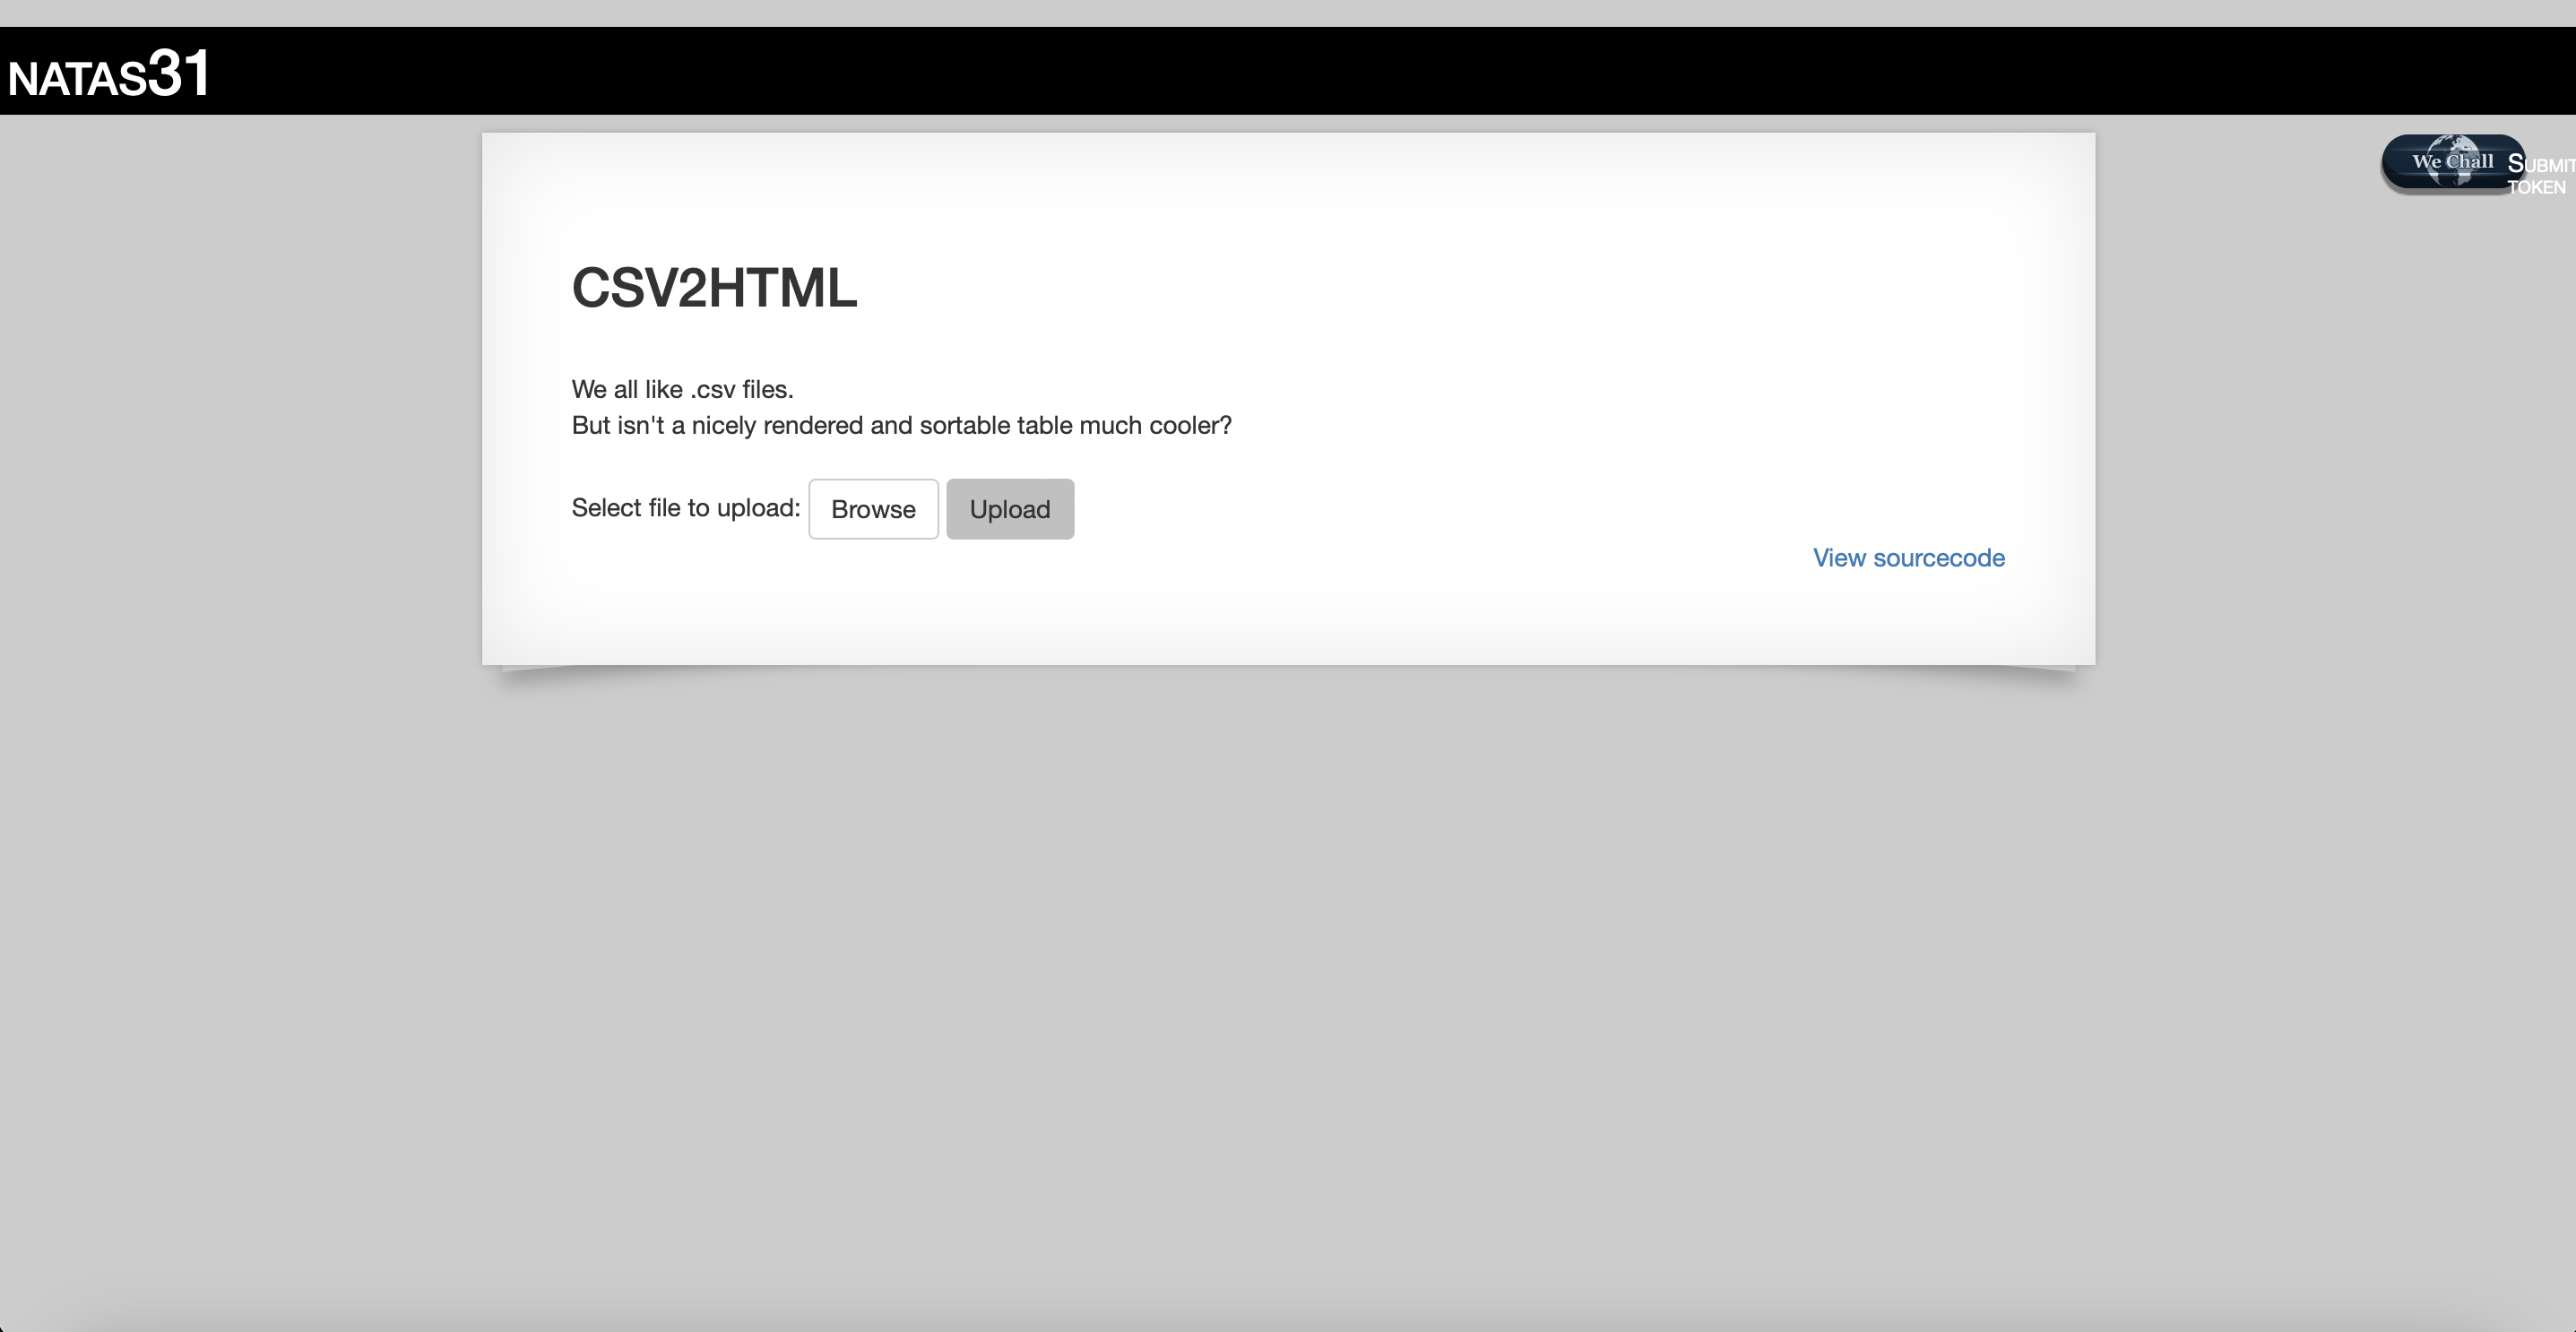 NATAS31
We Chall
SUBMIT
TOKEN
CSV2HTML
We all like .csv files.
But isn't a nicely rendered and sortable table much cooler?
Select file to upload: Browse Upload
View sourcecode